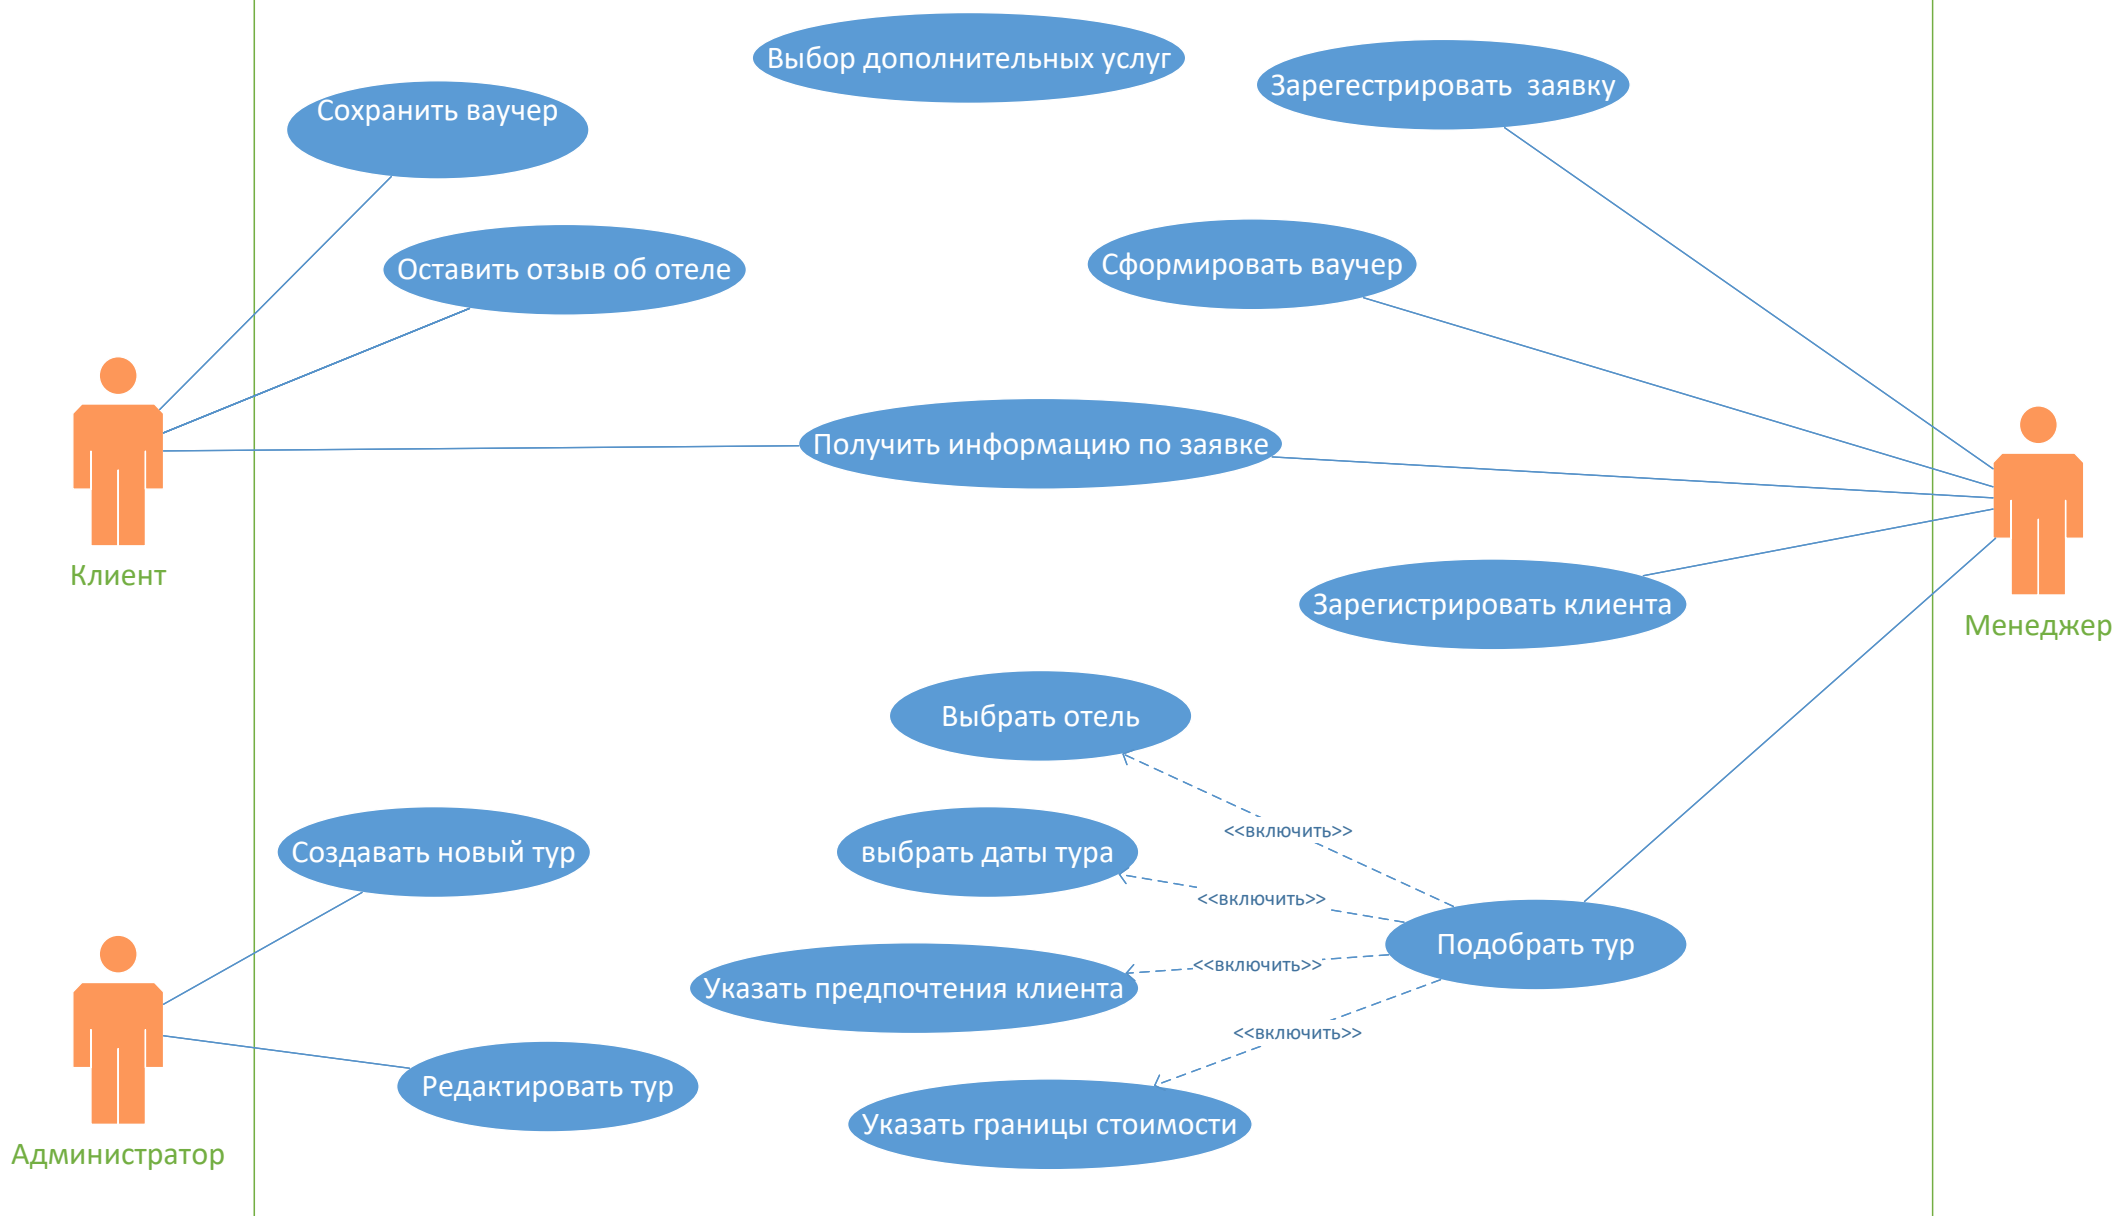 Выбор дополнительных услуг
Зарегестрировать  заявку
Сохранить ваучер
Оставить отзыв об отеле
Сформировать ваучер
Получить информацию по заявке
Клиент
Зарегистрировать клиента
Менеджер
Выбрать отель
<<включить>>
Создавать новый тур
выбрать даты тура
<<включить>>
Подобрать тур
<<включить>>
Указать предпочтения клиента
<<включить>>
Редактировать тур
Указать границы стоимости
Администратор